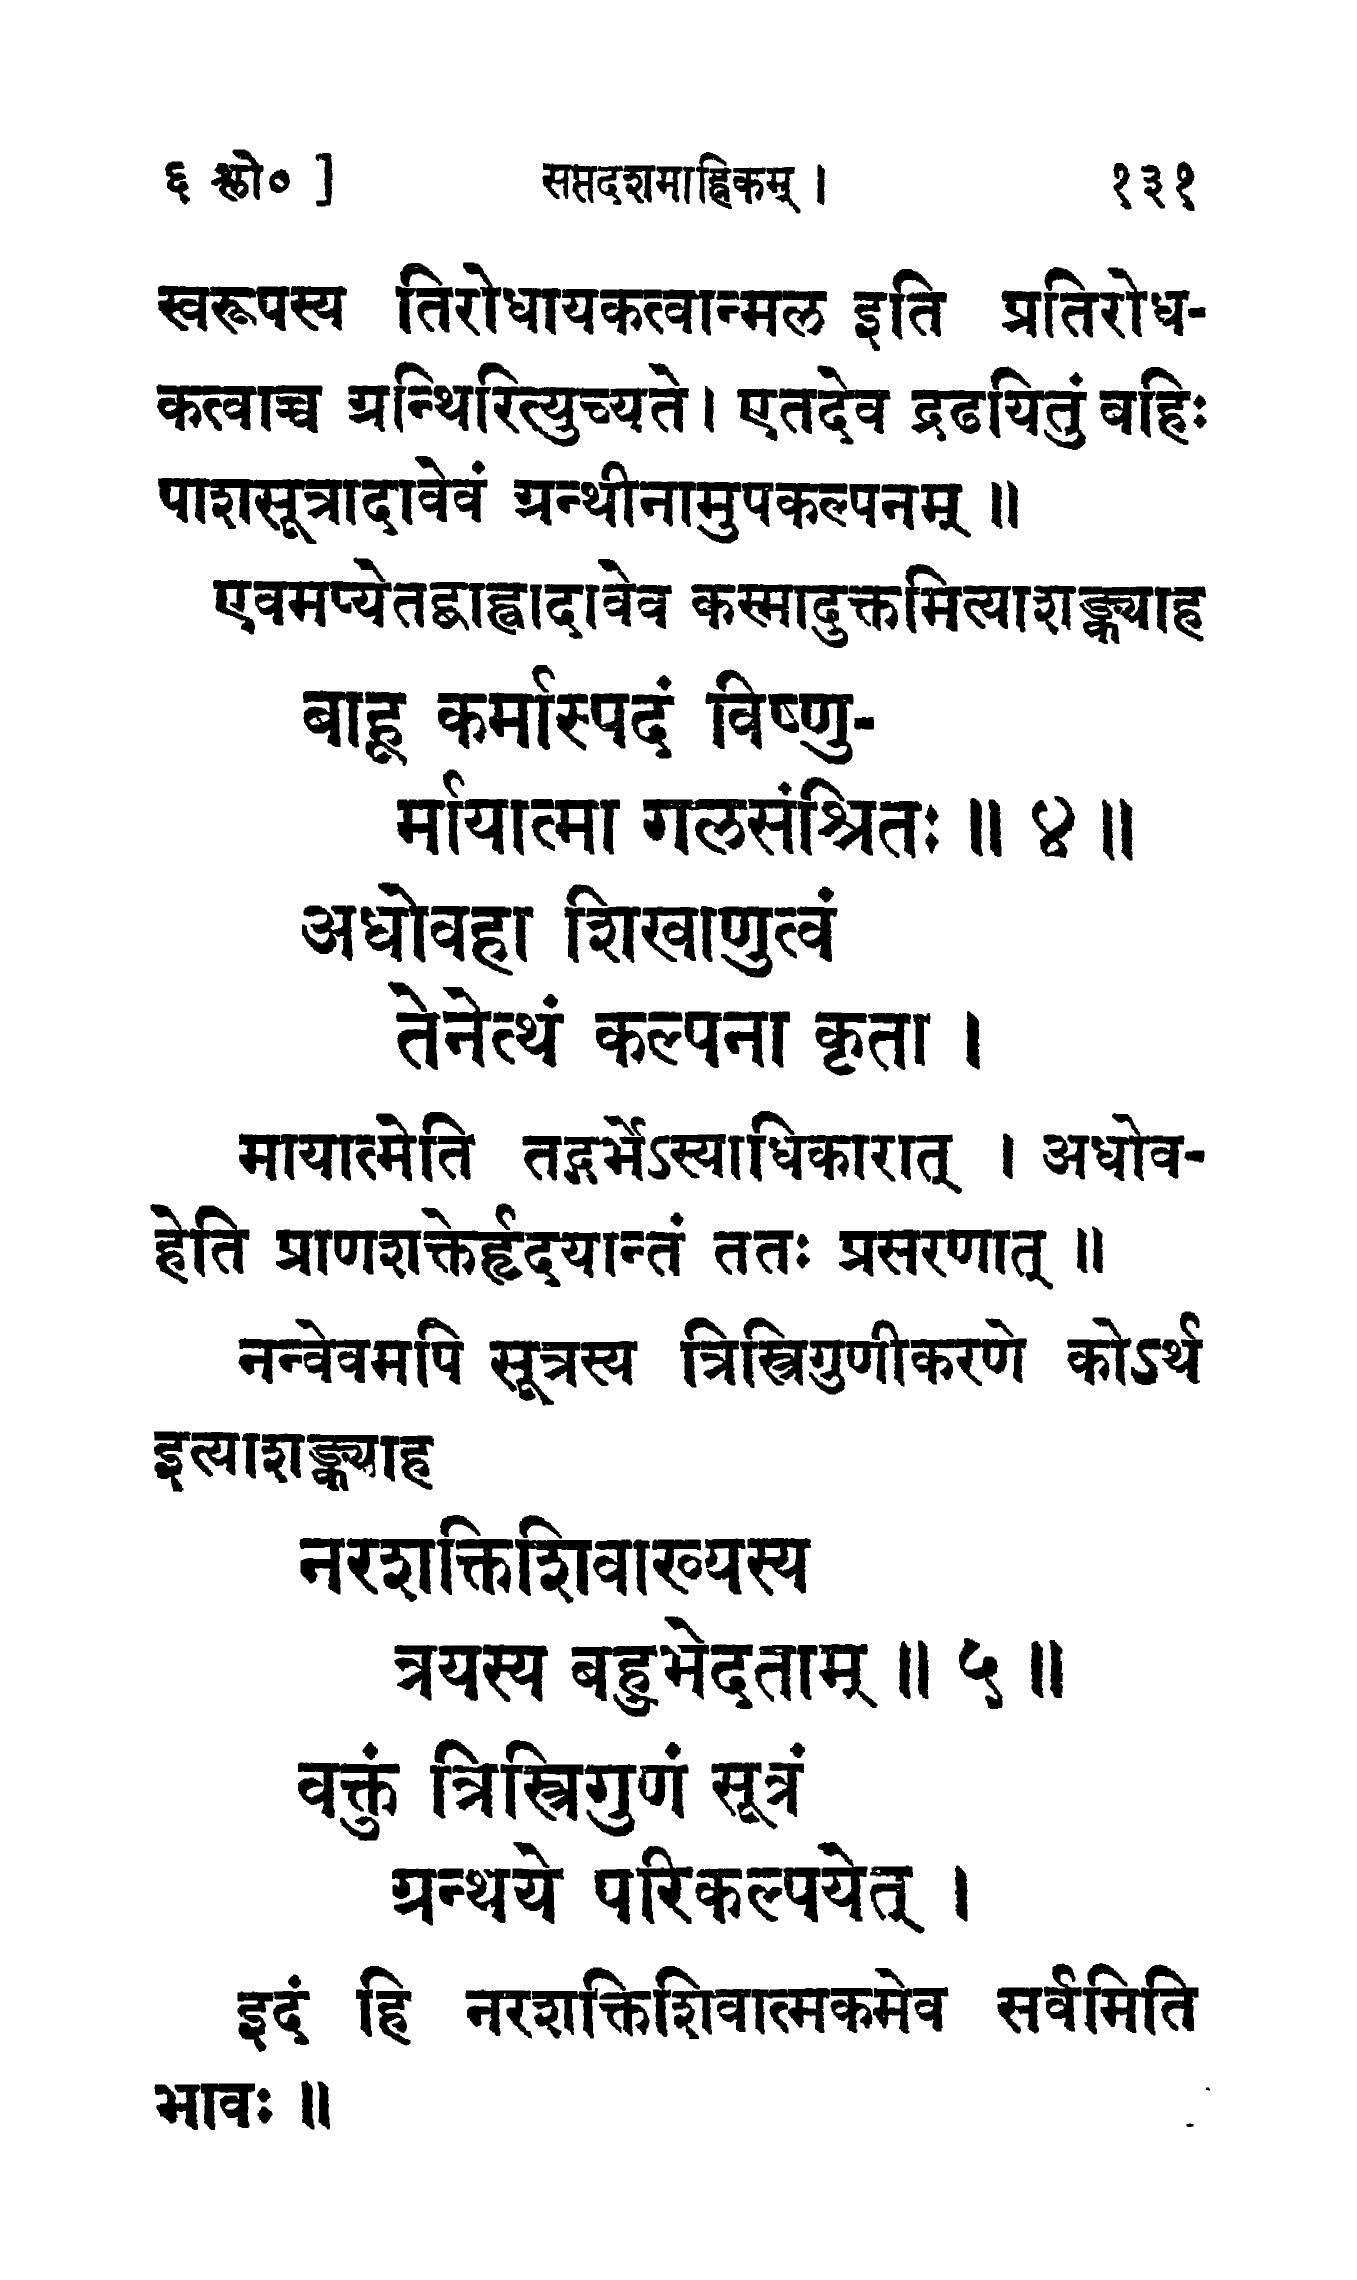 ६ श्लो० ] सप्तदशमाह्निकम् । १३१
स्वरूपस्य तिरोधायकत्वान्मल इति प्रतिरोध-
कत्वाच्च ग्रन्थिरित्युच्यते। एतदेव द्रढयितुं बहिः
पाशसूत्रादावेवं ग्रन्थीनामुपकल्पनम् ॥
एवमप्येतद्बाह्वादावेव कस्मादुक्तमित्याशङ्क्याह
बाहू कर्मास्पदं विष्णु-
र्मायात्मा गलसंश्रितः ॥ ४ ॥
अधोवहा शिखाणुत्वं
तेनेत्थं कल्पना कृता ।
मायात्मेति तद्गर्भेऽस्याधिकारात् । अधोव-
हेति प्राणशक्तेर्हृदयान्तं ततः प्रसरणात् ॥
नन्वेवमपि सूत्रस्य त्रिस्त्रिगुणीकरणे कोऽर्थ
इत्याशङ्क्याह
नरशक्तिशिवाख्यस्य
त्रयस्य बहुभेदताम् ॥ ५ ॥
वक्तुं त्रिस्त्रिगुणं सूत्रं
ग्रन्थये परिकल्पयेत् ।
इदं हि नरशक्तिशिवात्मकमेव सर्वमिति
भावः ॥